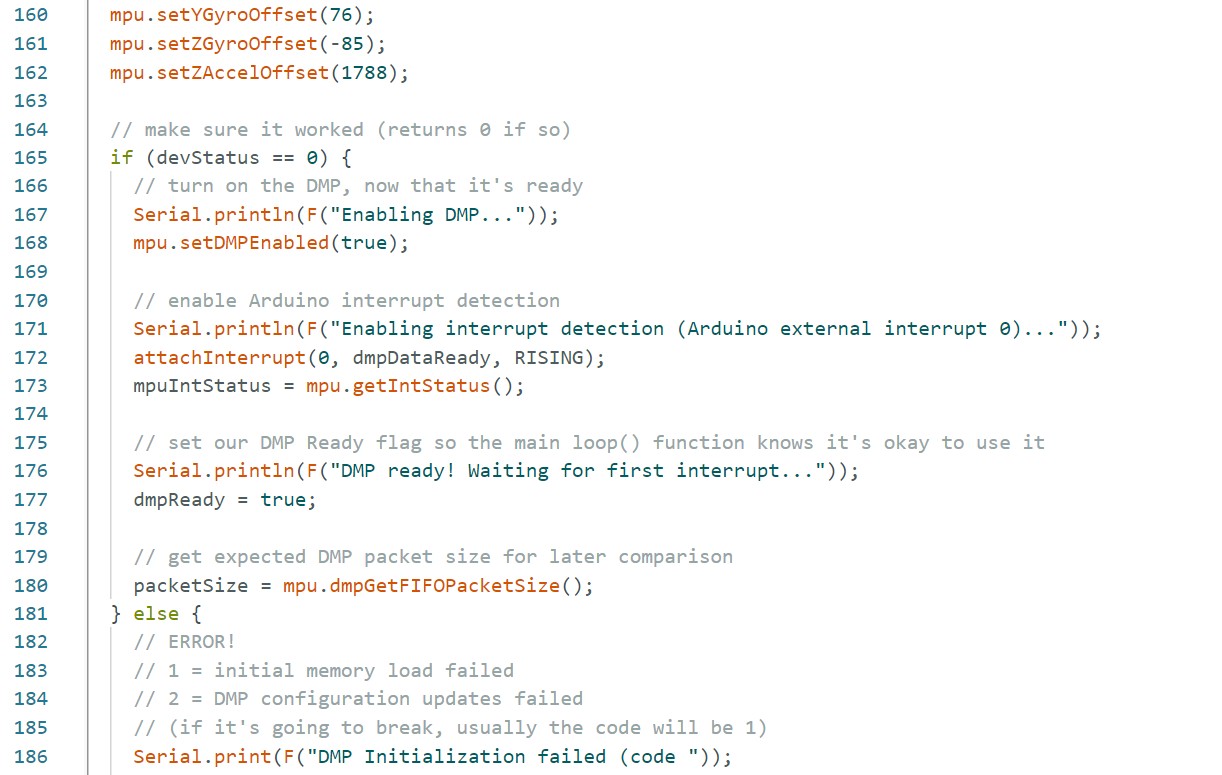 160 mpu.setYGyroOffset(76);
161 mpu.setZGyroOffset(-85);
162 mpu.setZAccelOffset(1788);
163
164 // make sure it worked (returns 0 if so)
165 if (devStatus == 0) {
166 // turn on the DMP, now that it's ready
167 Serial.println(F("Enabling DMP..."));
168 mpu.setDMPEnabled(true);
169
170 // enable Arduino interrupt detection
171 Serial.println(F("Enabling interrupt detection (Arduino external interrupt 0)..."));
172 attachInterrupt(0, dmpDataReady, RISING);
173 mpuIntStatus = mpu.getIntStatus();
174
175 // set our DMP Ready flag so the main loop() function knows it's okay to use it
176 Serial.println(F("DMP ready! Waiting for first interrupt..."));
177 dmpReady = true;
178
179 // get expected DMP packet size for later comparison
180 packetSize = mpu.dmpGetFIFOPacketSize();
181 } else {
182 // ERROR!
183 // 1 = initial memory load failed
184 // 2 = DMP configuration updates failed
185 // (if it's going to break, usually the code will be 1)
186 Serial.print(F("DMP Initialization failed (code "));